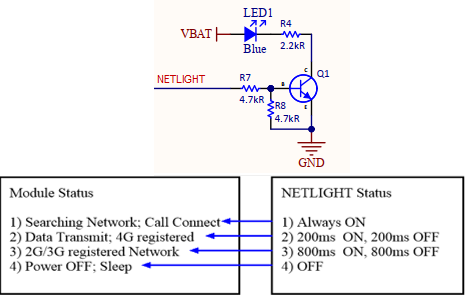 LED1
R4
VBAT
Blue
2.2kR
C
Q1
NETLIGHT
R7
B
4.7kR
R8
E
4.7kR
GND
Module Status
1) Searching Network; Call Connect
2) Data Transmit; 4G registered
3) 2G/3G registered Network
4) Power OFF; Sleep
NETLIGHT Status
1) Always ON
2) 200ms  ON, 200ms OFF
3) 800ms  ON, 800ms OFF
4) OFF